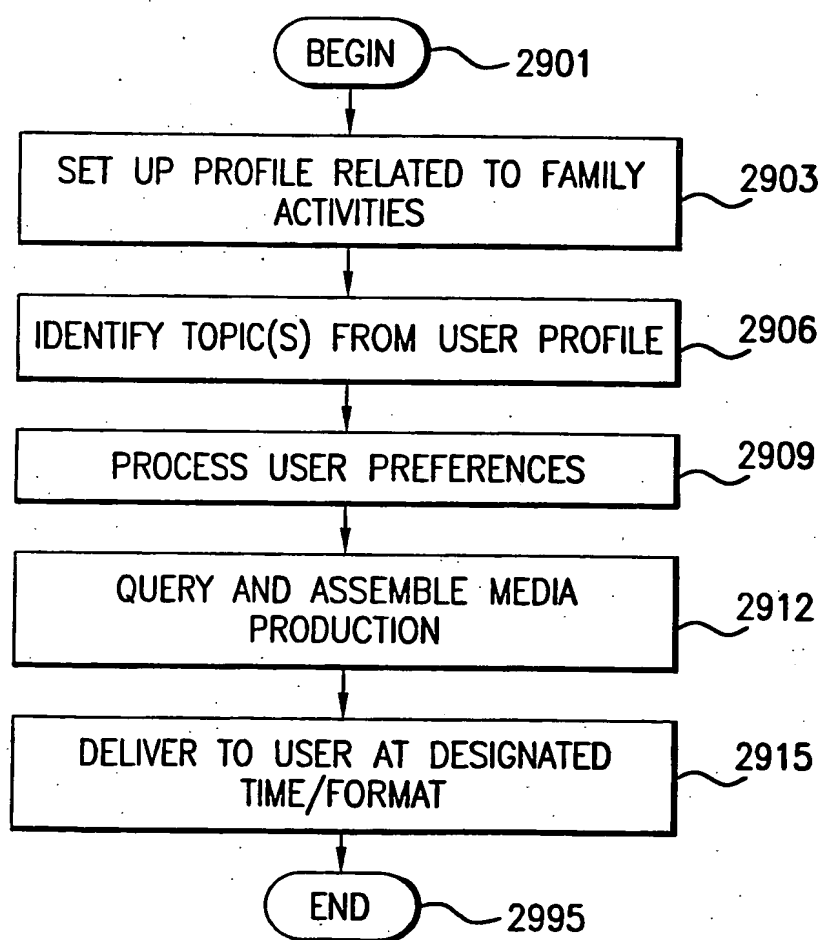 BEGIN
2901
SET UP PROFILE RELATED TO FAMILY
ACTIVITIES
2903
IDENTIFY TOPIC(S) FROM USER PROFILE
2906
PROCESS USER PREFERENCES
2909
QUERY AND ASSEMBLE MEDIA
PRODUCTION
2912
DELIVER TO USER AT DESIGNATED
TIME/FORMAT
2915
END
2995